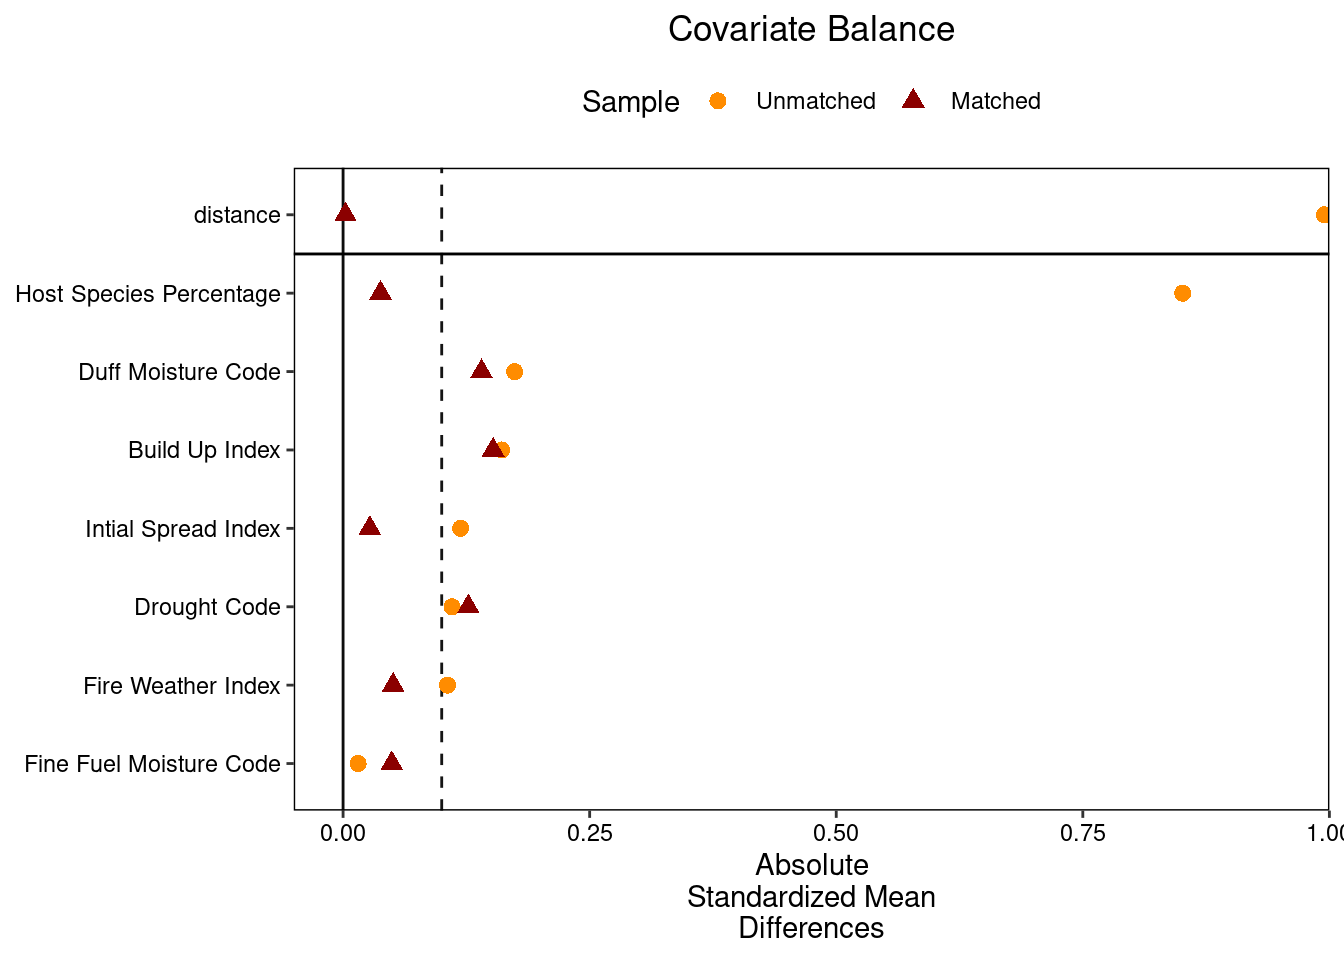 Covariate Balance
Sample Unmatched Matched
distance
Host Species Percentage
Duff Moisture Code
Build Up Index
Intial Spread Index
Drought Code
Fire Weather Index
Fine Fuel Moisture Code
0.00 0.25 0.50 0.75 1.00
Absolute
Standardized Mean
Differences